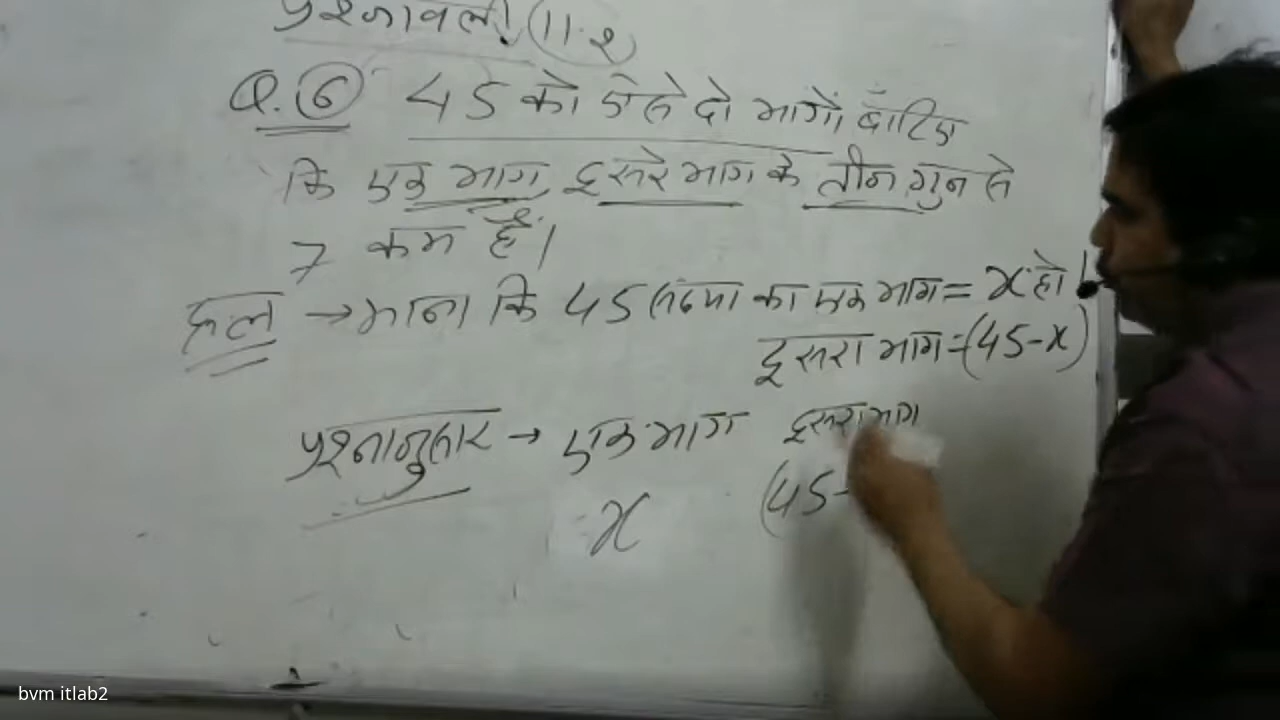 प्रश्नावली (11.2)
Q. 6 45 को ऐसे दो भागों बाँटिए
कि एक भाग दूसरे भाग के तीन गुन से
7 कम है।
हल → माना कि 45 संख्या का एक भाग = x हो।
दूसरा भाग = (45-x)
प्रश्नानुसार → एक भाग दूसरा भाग
x (45-
bvm itlab2